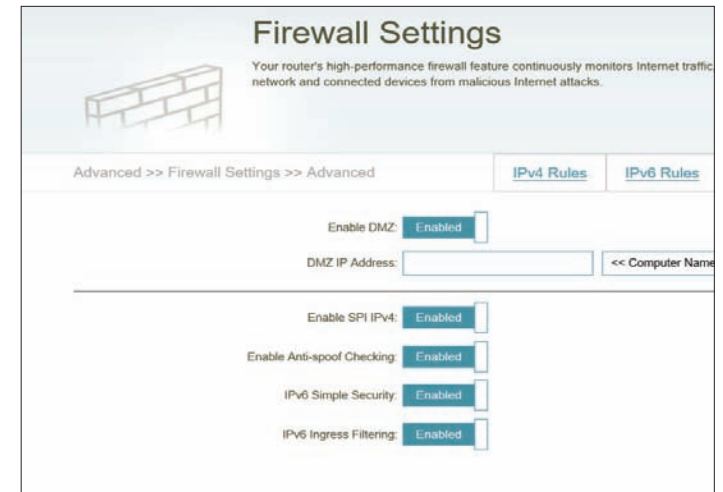 Firewall Settings
Your router's high-performance firewall feature continuously monitors Internet traffic,
network and connected devices from malicious Internet attacks.
Advanced >> Firewall Settings >> Advanced
IPv4 Rules
IPv6 Rules
Enable DMZ: Enabled
DMZ IP Address: << Computer Name
Enable SPI IPv4: Enabled
Enable Anti-spoof Checking: Enabled
IPv6 Simple Security: Enabled
IPv6 Ingress Filtering: Enabled